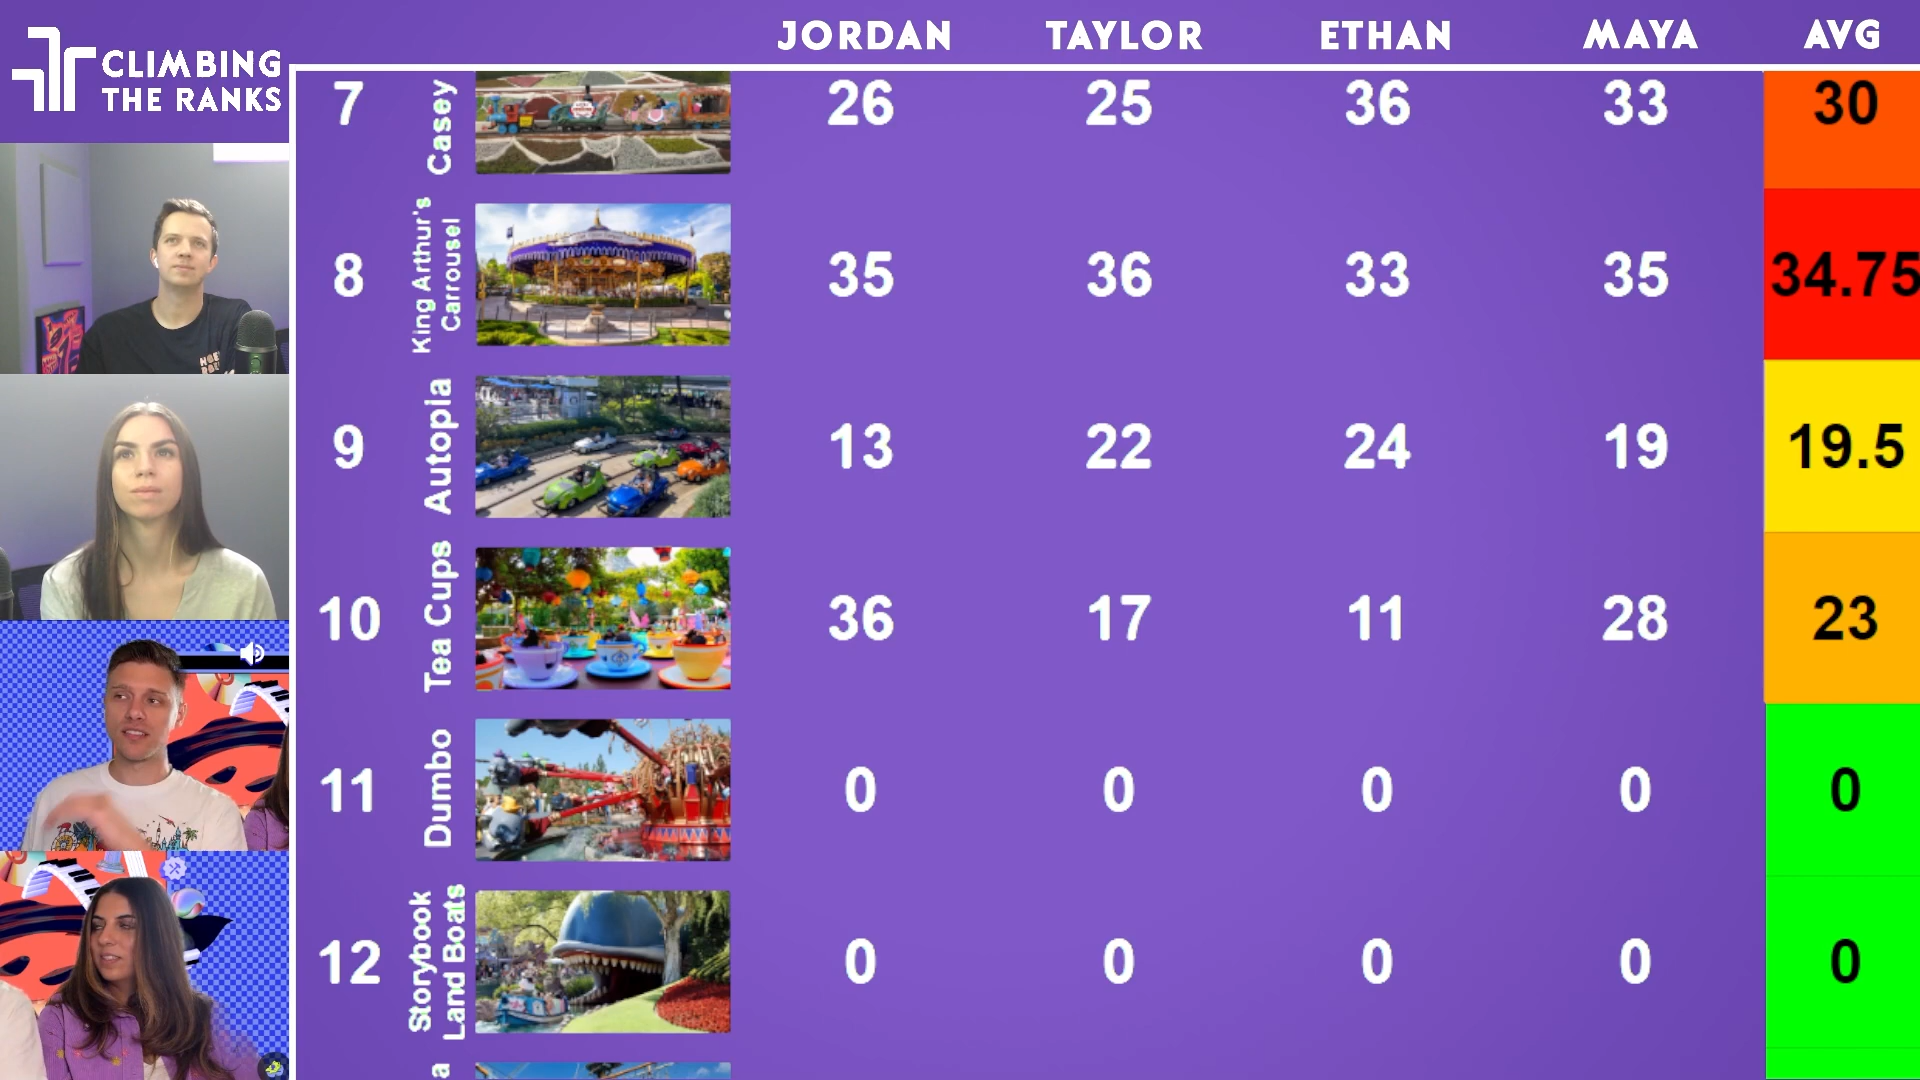 CLIMBING
THE RANKS
JORDAN TAYLOR ETHAN MAYA AVG
7 Casey 26 25 36 33 30
8 King Arthur's
Carrousel 35 36 33 35 34.75
9 Autopia 13 22 24 19 19.5
10 Tea Cups 36 17 11 28 23
11 Dumbo 0 0 0 0 0
12 Storybook
Land Boats 0 0 0 0 0
a